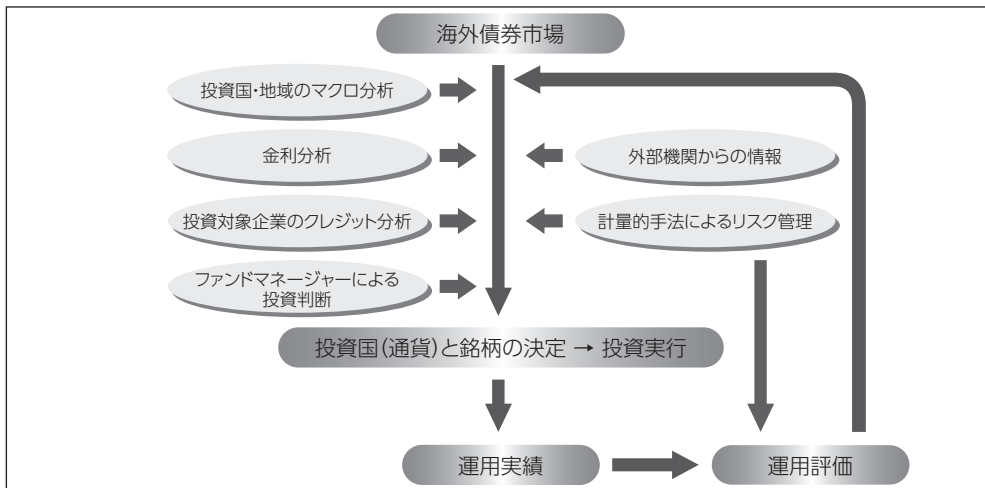 海外債券市場
投資国・地域のマクロ分析
金利分析
外部機関からの情報
投資対象企業のクレジット分析
計量的手法によるリスク管理
ファンドマネージャーによる
投資判断
投資国(通貨)と銘柄の決定 → 投資実行
運用実績
運用評価